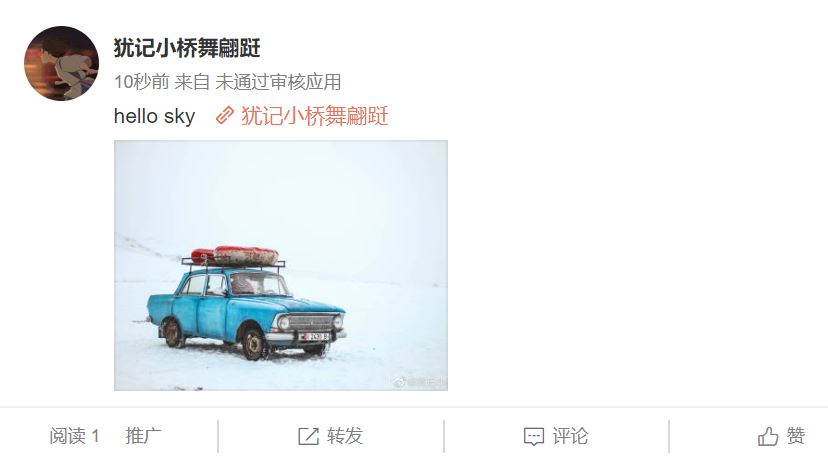 犹记小桥舞翩跹
10秒前 来自 未通过审核应用
hello sky 犹记小桥舞翩跹
阅读 1 推广 转发 评论 赞